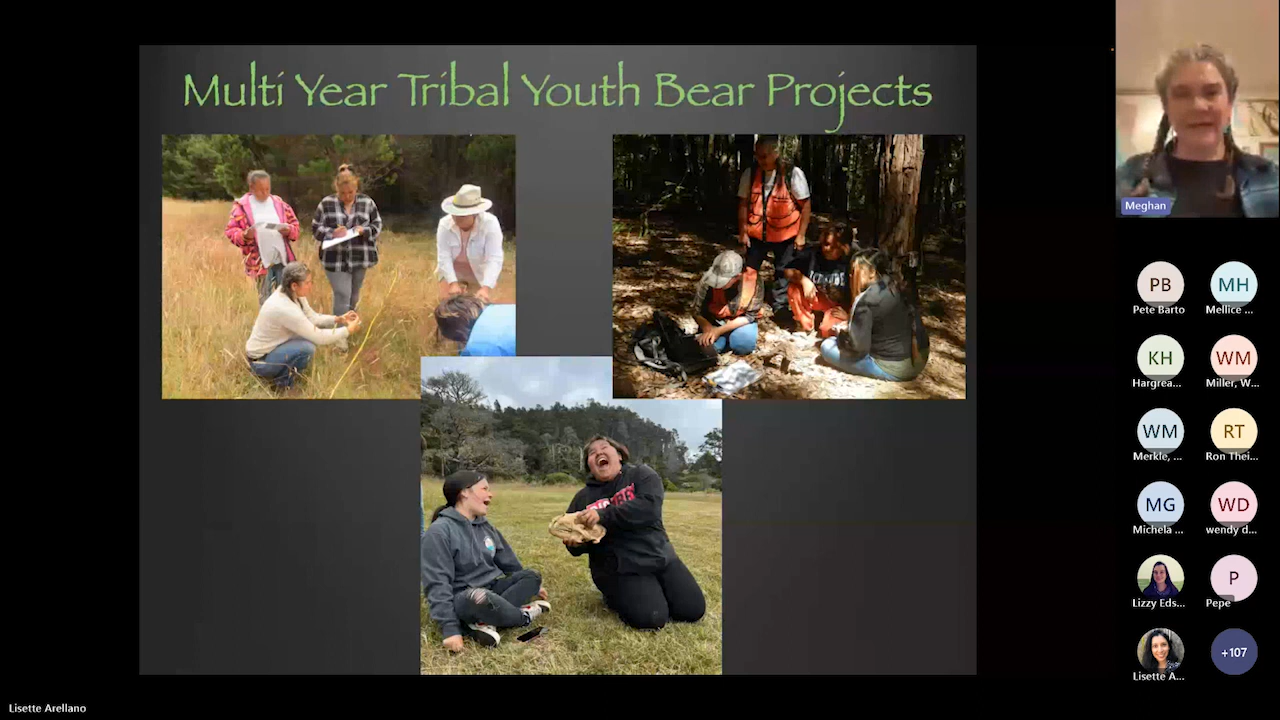 Multi Year Tribal Youth Bear Projects
Meghan
PB
Pete Barto
MH
Mellice ...
KH
Hargrea...
WM
Miller, W...
WM
Merkle, ...
RT
Ron Thei...
MG
Michela ...
WD
wendy d...
Lizzy Eds...
P
Pepe
Lisette A...
+107
Lisette Arellano